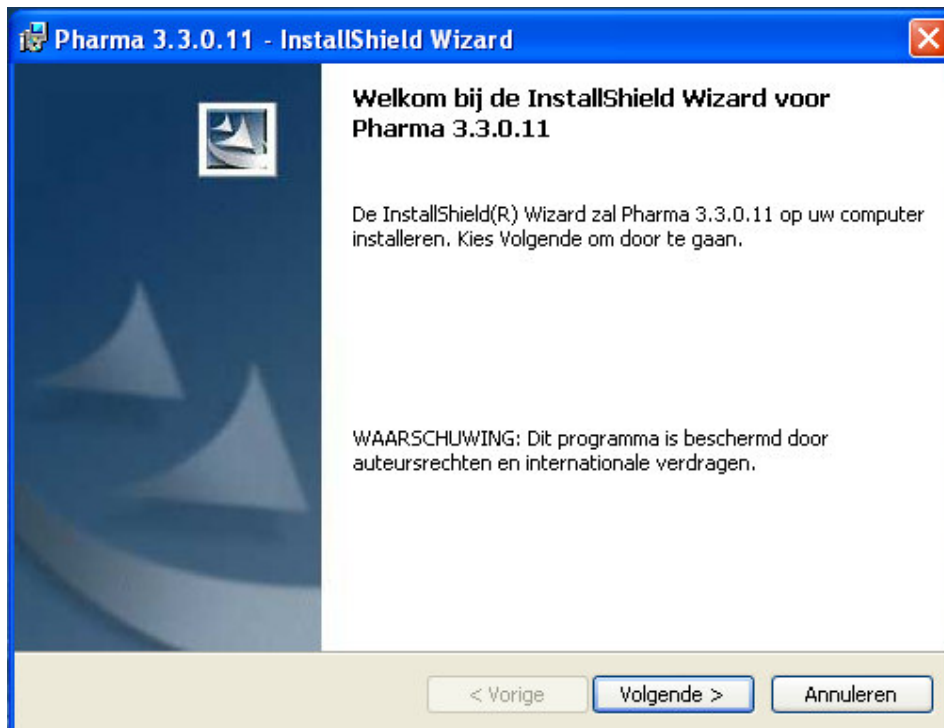 Pharma 3.3.0.11 - InstallShield Wizard
Welkom bij de InstallShield Wizard voor
Pharma 3.3.0.11
De InstallShield(R) Wizard zal Pharma 3.3.0.11 op uw computer
installeren. Kies Volgende om door te gaan.
WAARSCHUWING: Dit programma is beschermd door
auteursrechten en internationale verdragen.
< Vorige
Volgende >
Annuleren